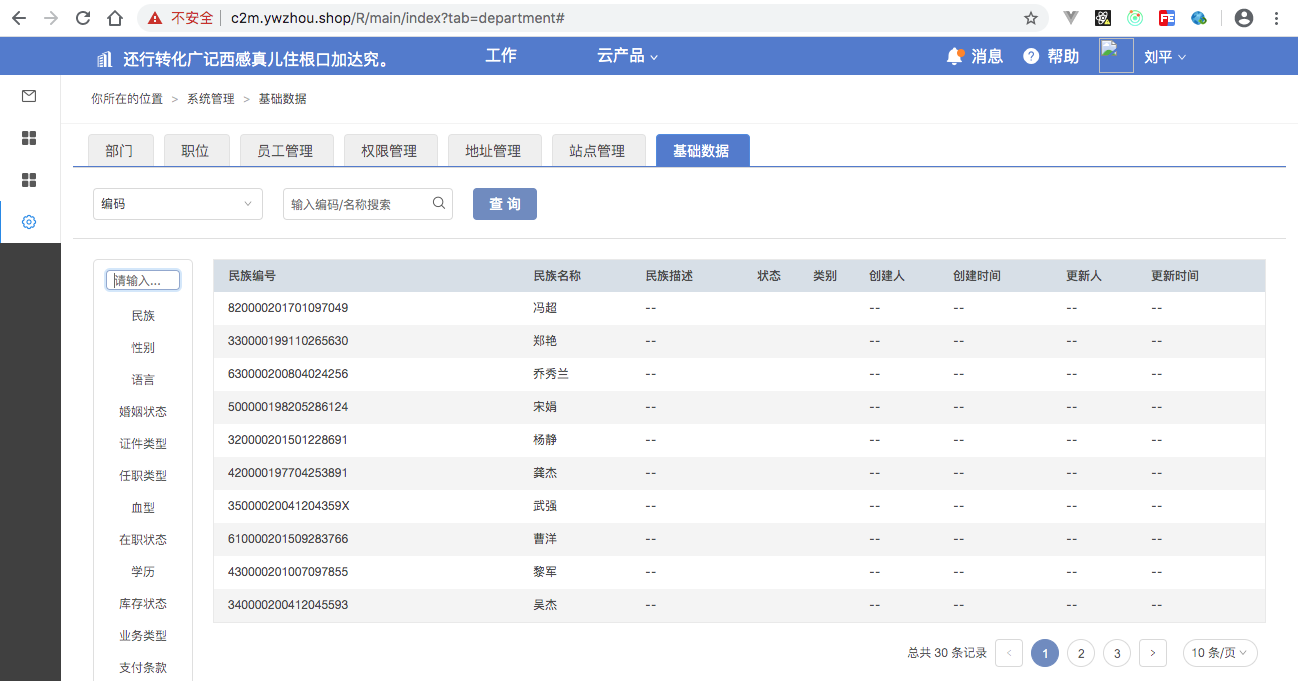 不安全 c2m.ywzhou.shop/R/main/index?tab=department#
还行转化广记西感真儿住根口加达究。 工作 云产品 消息 帮助 刘平
你所在的位置 > 系统管理 > 基础数据
部门 职位 员工管理 权限管理 地址管理 站点管理 基础数据
编码 输入编码/名称搜索 查 询
请输入...
民族
性别
语言
婚姻状态
证件类型
任职类型
血型
在职状态
学历
库存状态
业务类型
支付条款
民族编号 民族名称 民族描述 状态 类别 创建人 创建时间 更新人 更新时间
820000201701097049 冯超 -- -- -- -- --
330000199110265630 郑艳 -- -- -- -- --
630000200804024256 乔秀兰 -- -- -- -- --
500000198205286124 宋娟 -- -- -- -- --
320000201501228691 杨静 -- -- -- -- --
420000197704253891 龚杰 -- -- -- -- --
35000020041204359X 武强 -- -- -- -- --
610000201509283766 曹洋 -- -- -- -- --
430000201007097855 黎军 -- -- -- -- --
340000200412045593 吴杰 -- -- -- -- --
总共 30 条记录 < 1 2 3 > 10 条/页